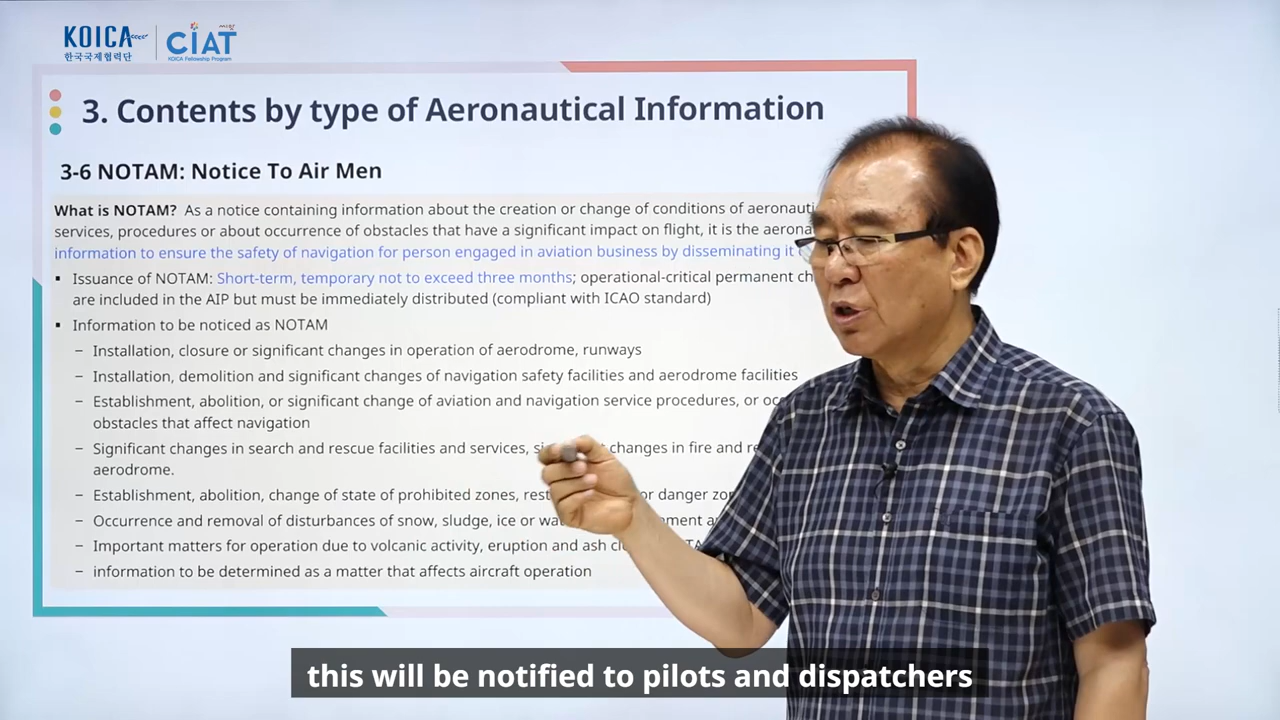 KOICA
한국국제협력단
CIAT
KOICA Fellowship Program
3. Contents by type of Aeronautical Information
3-6 NOTAM: Notice To Air Men
What is NOTAM? As a notice containing information about the creation or change of conditions of
services, procedures or about occurrence of obstacles that have a significant impact on flight, it is the
information to ensure the safety of navigation for person engaged in aviation business by disseminating it
▪ Issuance of NOTAM: Short-term, temporary not to exceed three months; operational-critical permanent
are included in the AIP but must be immediately distributed (compliant with ICAO standard)
▪ Information to be noticed as NOTAM
− Installation, closure or significant changes in operation of aerodrome, runways
− Installation, demolition and significant changes of navigation safety facilities and aerodrome facilities
− Establishment, abolition, or significant change of aviation and navigation service procedures, or
obstacles that affect navigation
− Significant changes in search and rescue facilities and services, changes in fire and
aerodrome.
− Establishment, abolition, change of state of prohibited zones, or danger
− Occurrence and removal of disturbances of snow, sludge, ice or
− Important matters for operation due to volcanic activity, eruption and ash
− information to be determined as a matter that affects aircraft operation
this will be notified to pilots and dispatchers